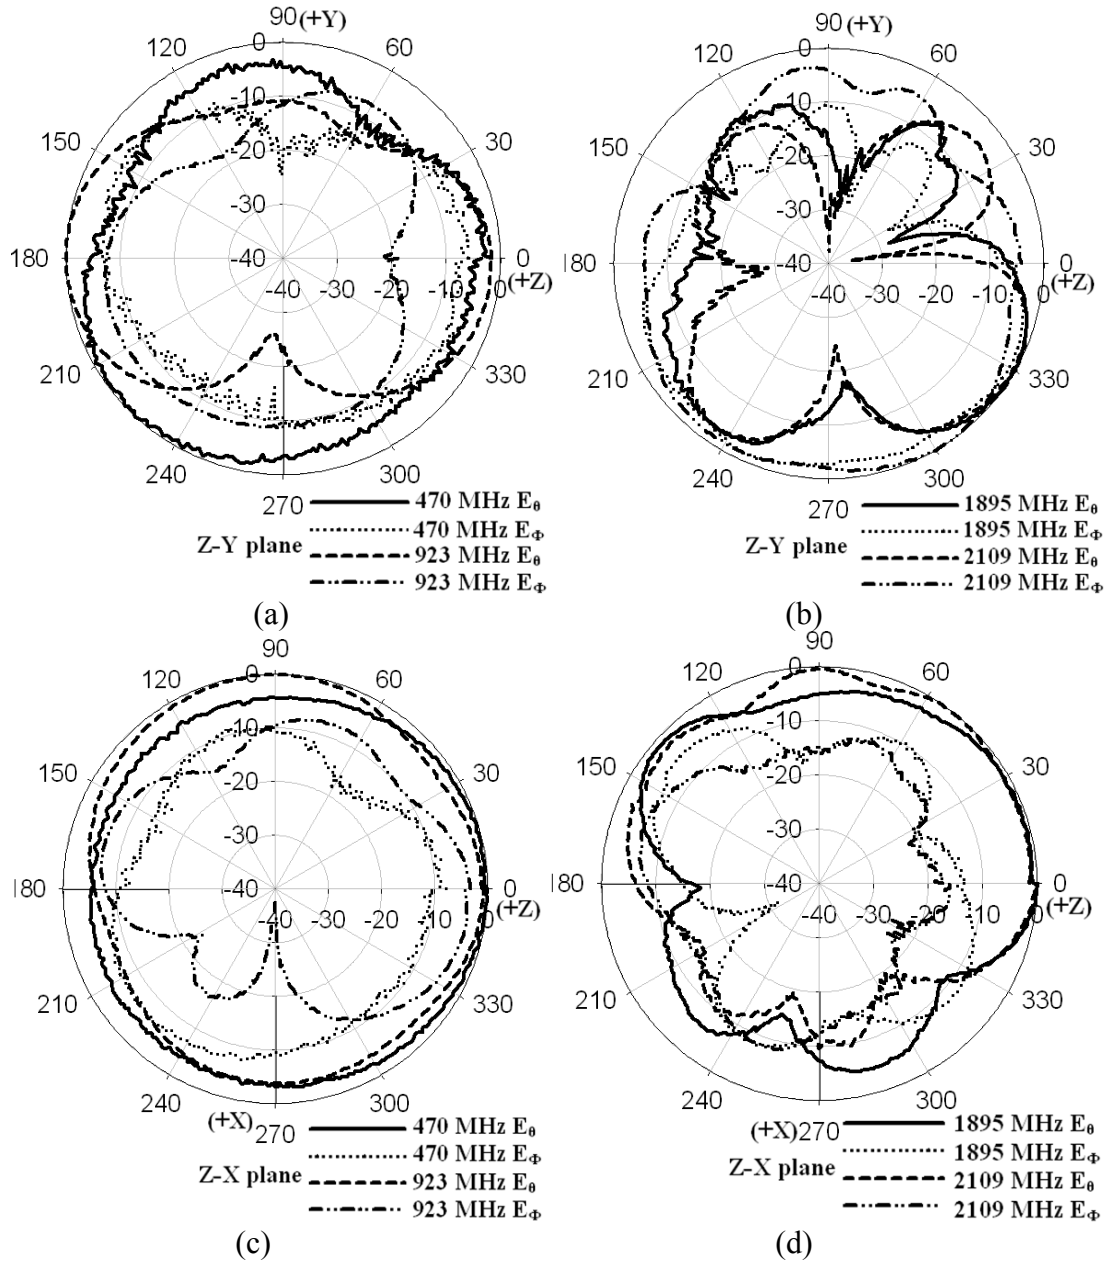 90(+Y)
0
120
60
-10
150
30
-20
-30
180
-40
-40
-30
-20
-10
0
0
(+Z)
210
330
240
300
270
470 MHz Eθ
470 MHz EΦ
Z-Y plane
923 MHz Eθ
923 MHz EΦ
(a)
90(+Y)
0
120
60
-10
150
30
-20
-30
180
-40
-40
-30
-20
-10
0
0
(+Z)
210
330
240
300
270
1895 MHz Eθ
1895 MHz EΦ
Z-Y plane
2109 MHz Eθ
2109 MHz EΦ
(b)
90
0
120
60
-10
150
30
-20
-30
180
-40
-40
-30
-20
-10
0
0
(+Z)
210
330
240
300
(+X)270
470 MHz Eθ
470 MHz EΦ
Z-X plane
923 MHz Eθ
923 MHz EΦ
(c)
90
0
120
60
-10
150
30
-20
-30
180
-40
-40
-30
-20
-10
0
0
(+Z)
210
330
240
300
(+X)270
1895 MHz Eθ
1895 MHz EΦ
Z-X plane
2109 MHz Eθ
2109 MHz EΦ
(d)